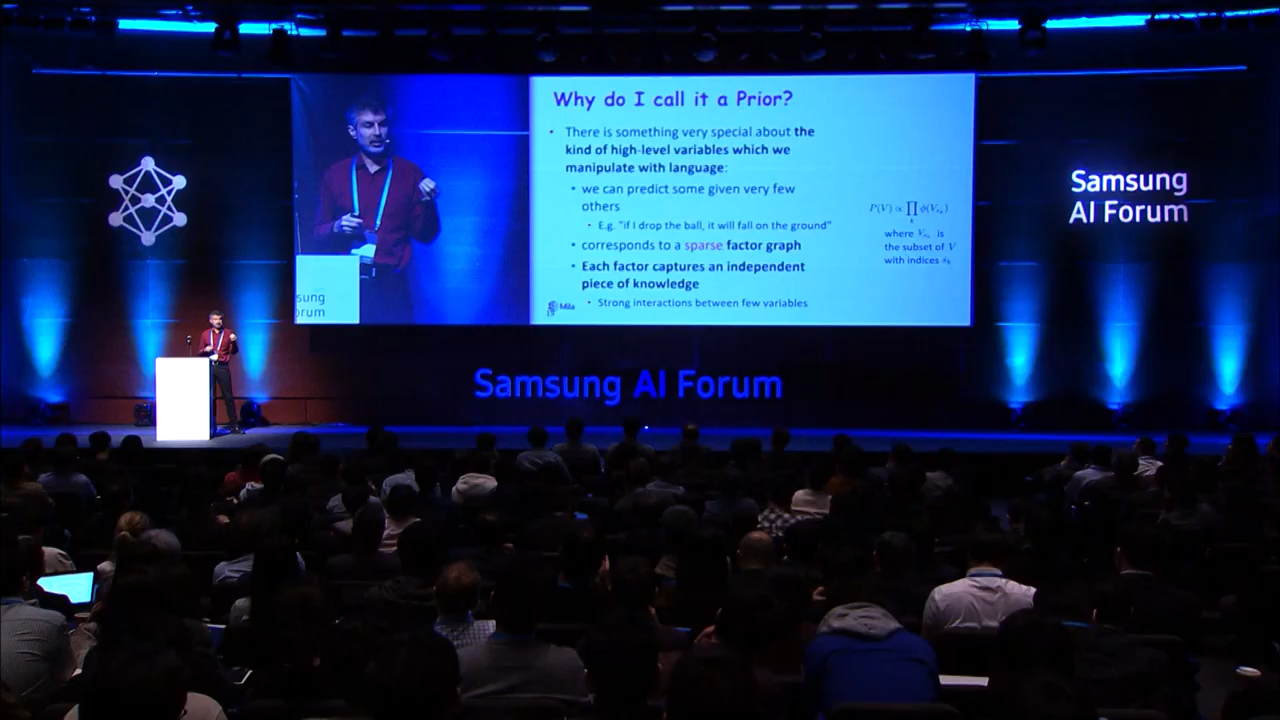 Why do I call it a Prior?
• There is something very special about the
kind of high-level variables which we
manipulate with language:
• we can predict some given very few
others
• E.g. "if I drop the ball, it will fall on the ground"
• corresponds to a sparse factor graph
• Each factor captures an independent
piece of knowledge
• Strong interactions between few variables
P(V) ∝ ∏ₖ ϕ(Vₛₖ)
where Vₛₖ is
the subset of V
with indices sₖ
Mila
sung
orum
Samsung
AI Forum
Samsung AI Forum